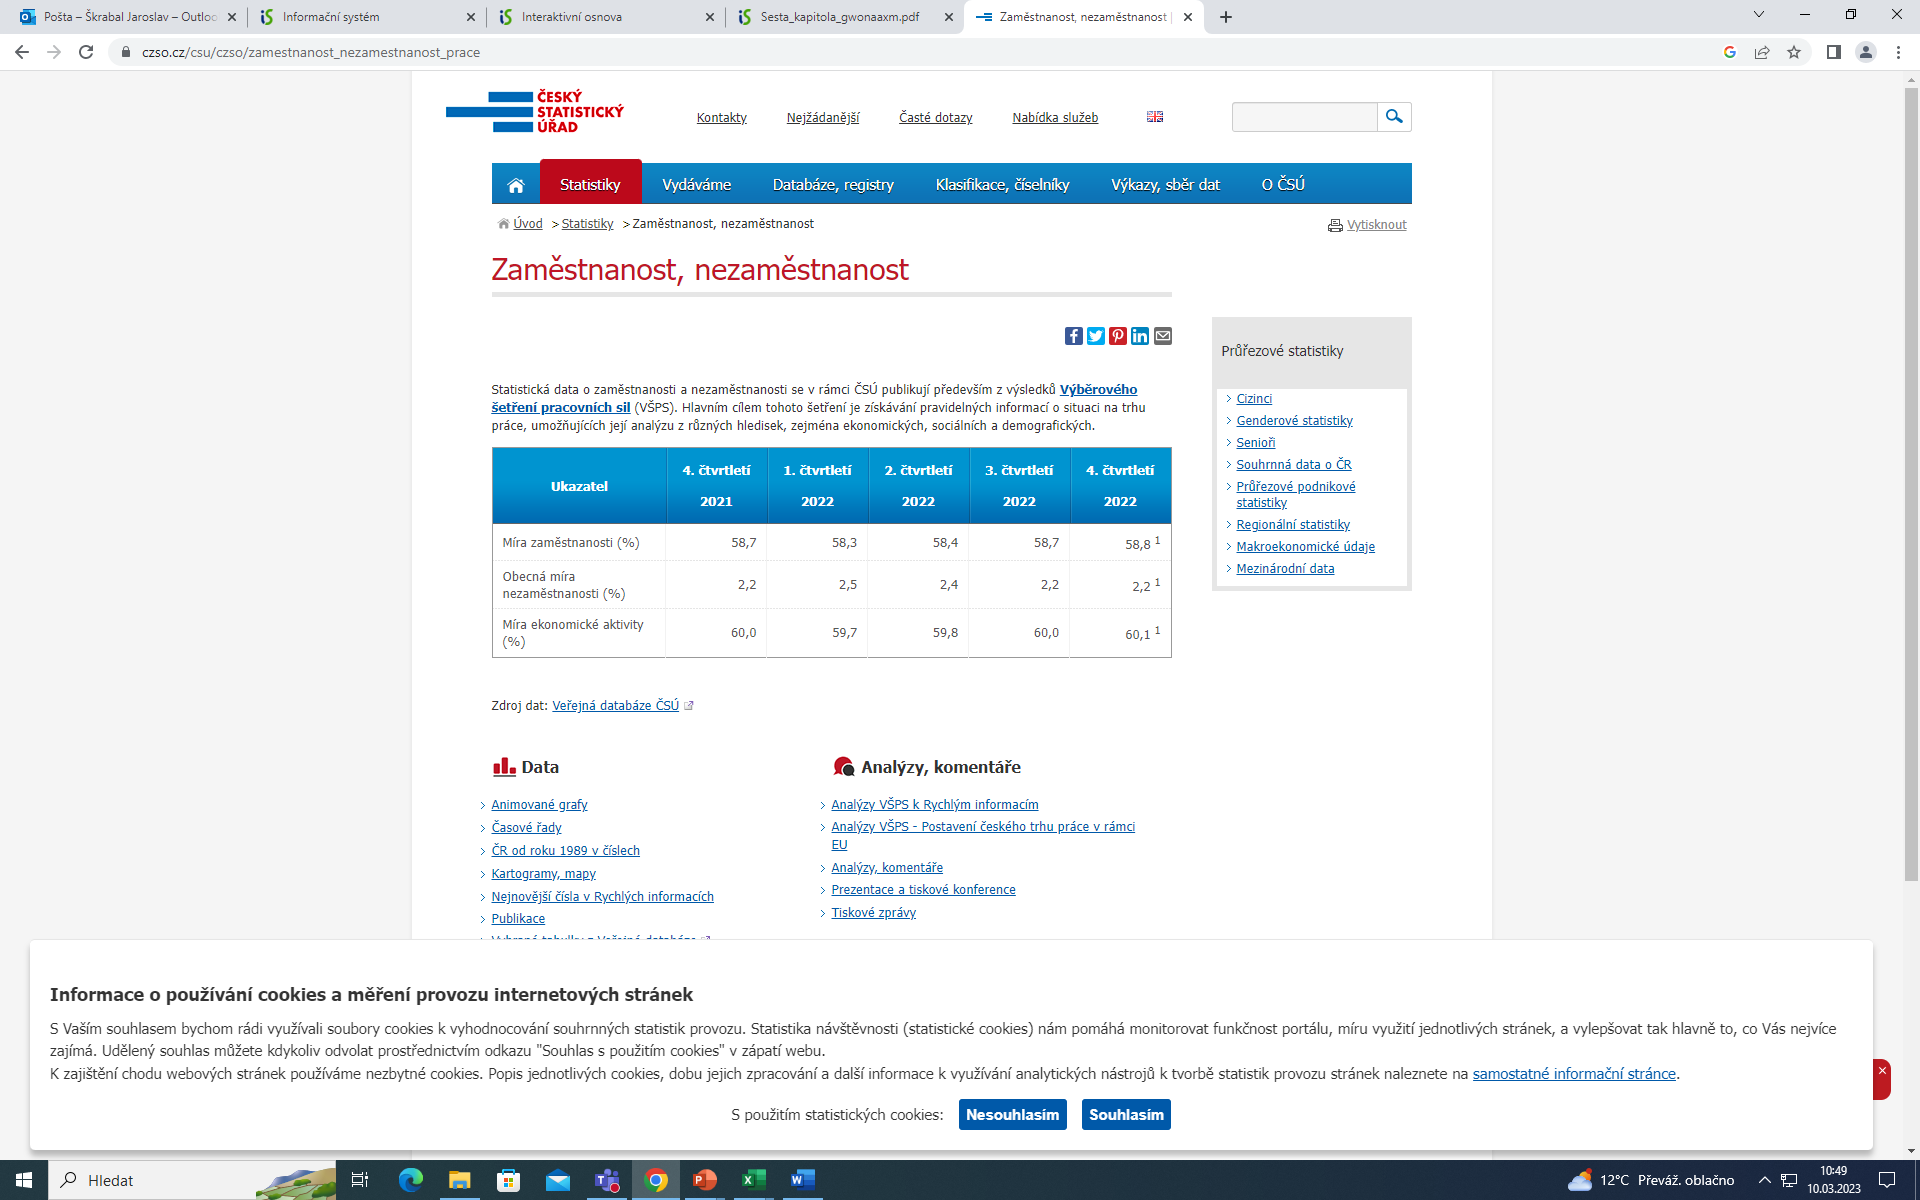 Pošta – Škrabal Jaroslav – Outloo
Informační systém
Interaktivní osnova
Sesta_kapitola_gwonaaxm.pdf
Zaměstnanost, nezaměstnanost |
czso.cz/csu/czso/zamestnanost_nezamestnanost_prace
ČESKÝ
STATISTICKÝ
ÚŘAD
Kontakty
Nejžádanější
Časté dotazy
Nabídka služeb
Statistiky
Vydáváme
Databáze, registry
Klasifikace, číselníky
Výkazy, sběr dat
O ČSÚ
Úvod > Statistiky > Zaměstnanost, nezaměstnanost
Vytisknout
Zaměstnanost, nezaměstnanost
Statistická data o zaměstnanosti a nezaměstnanosti se v rámci ČSÚ publikují především z výsledků Výběrového
šetření pracovních sil (VŠPS). Hlavním cílem tohoto šetření je získávání pravidelných informací o situaci na trhu
práce, umožňujících její analýzu z různých hledisek, zejména ekonomických, sociálních a demografických.
Ukazatel 4. čtvrtletí 2021 1. čtvrtletí 2022 2. čtvrtletí 2022 3. čtvrtletí 2022 4. čtvrtletí 2022
Míra zaměstnanosti (%) 58,7 58,3 58,4 58,7 58,8 1
Obecná míra
nezaměstnanosti (%) 2,2 2,5 2,4 2,2 2,2 1
Míra ekonomické aktivity
(%) 60,0 59,7 59,8 60,0 60,1 1
Zdroj dat: Veřejná databáze ČSÚ
Průřezové statistiky
Cizinci
Genderové statistiky
Senioři
Souhrnná data o ČR
Průřezové podnikové
statistiky
Regionální statistiky
Makroekonomické údaje
Mezinárodní data
Data
Animované grafy
Časové řady
ČR od roku 1989 v číslech
Kartogramy, mapy
Nejnovější čísla v Rychlých informacích
Publikace
Analýzy, komentáře
Analýzy VŠPS k Rychlým informacím
Analýzy VŠPS - Postavení českého trhu práce v rámci
EU
Analýzy, komentáře
Prezentace a tiskové konference
Tiskové zprávy
Informace o používání cookies a měření provozu internetových stránek
S Vaším souhlasem bychom rádi využívali soubory cookies k vyhodnocování souhrnných statistik provozu. Statistika návštěvnosti (statistické cookies) nám pomáhá monitorovat funkčnost portálu, míru využití jednotlivých stránek, a vylepšovat tak hlavně to, co Vás nejvíce
zajímá. Udělený souhlas můžete kdykoliv odvolat prostřednictvím odkazu "Souhlas s použitím cookies" v zápatí webu.
K zajištění chodu webových stránek používáme nezbytné cookies. Popis jednotlivých cookies, dobu jejich zpracování a další informace k využívání analytických nástrojů k tvorbě statistik provozu stránek naleznete na samostatné informační stránce.
S použitím statistických cookies: Nesouhlasím Souhlasím
Hledat
12°C Převáž. oblačno
10:49
10.03.2023